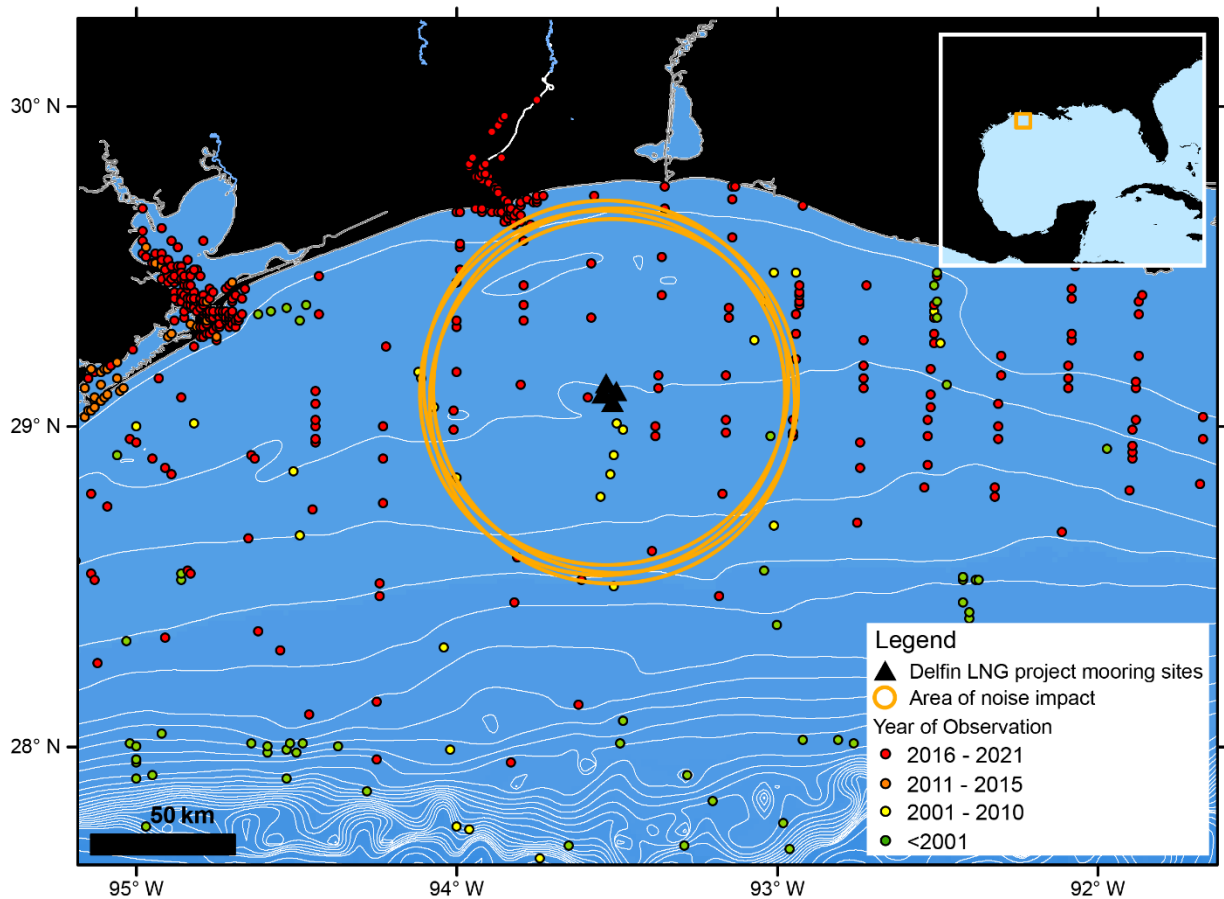 30° N
29° N
28° N
50 km
95° W
94° W
93° W
92° W
Legend
Delfin LNG project mooring sites
Area of noise impact
Year of Observation
2016 - 2021
2011 - 2015
2001 - 2010
<2001